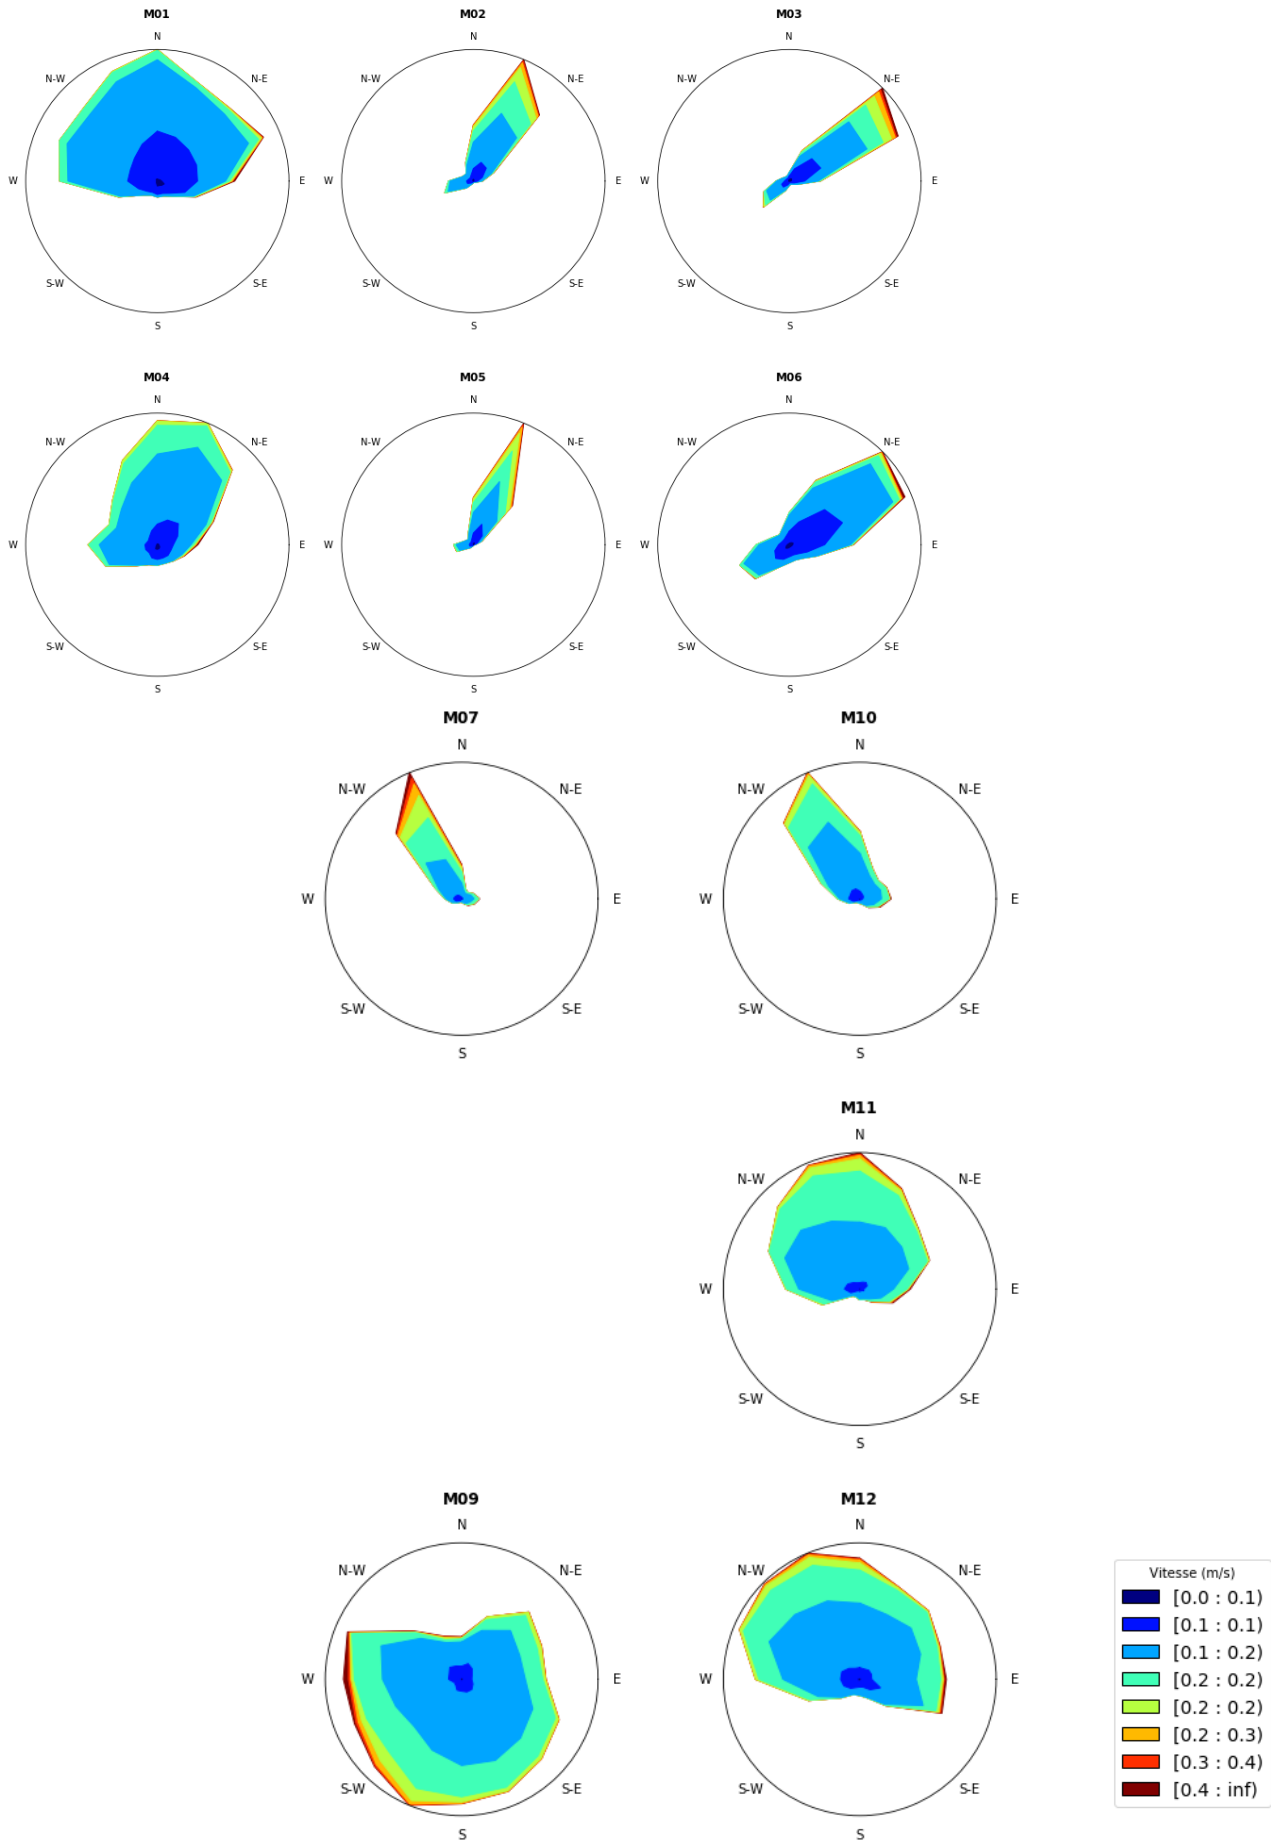 M01 M02 M03
N N N
N-W N-E N-W N-E N-W N-E
W E W E W E
S-W S-E S-W S-E S-W S-E
S S S
M04 M05 M06
N N N
N-W N-E N-W N-E N-W N-E
W E W E W E
S-W S-E S-W S-E S-W S-E
S S S
M07 M10
N N
N-W N-E N-W N-E
W E W E
S-W S-E S-W S-E
S S
M11
N
N-W N-E
W E
S-W S-E
S
M09 M12
N N
N-W N-E N-W N-E
W E W E
S-W S-E S-W S-E
S S
Vitesse (m/s)
[0.0 : 0.1)
[0.1 : 0.1)
[0.1 : 0.2)
[0.2 : 0.2)
[0.2 : 0.2)
[0.2 : 0.3)
[0.3 : 0.4)
[0.4 : inf)